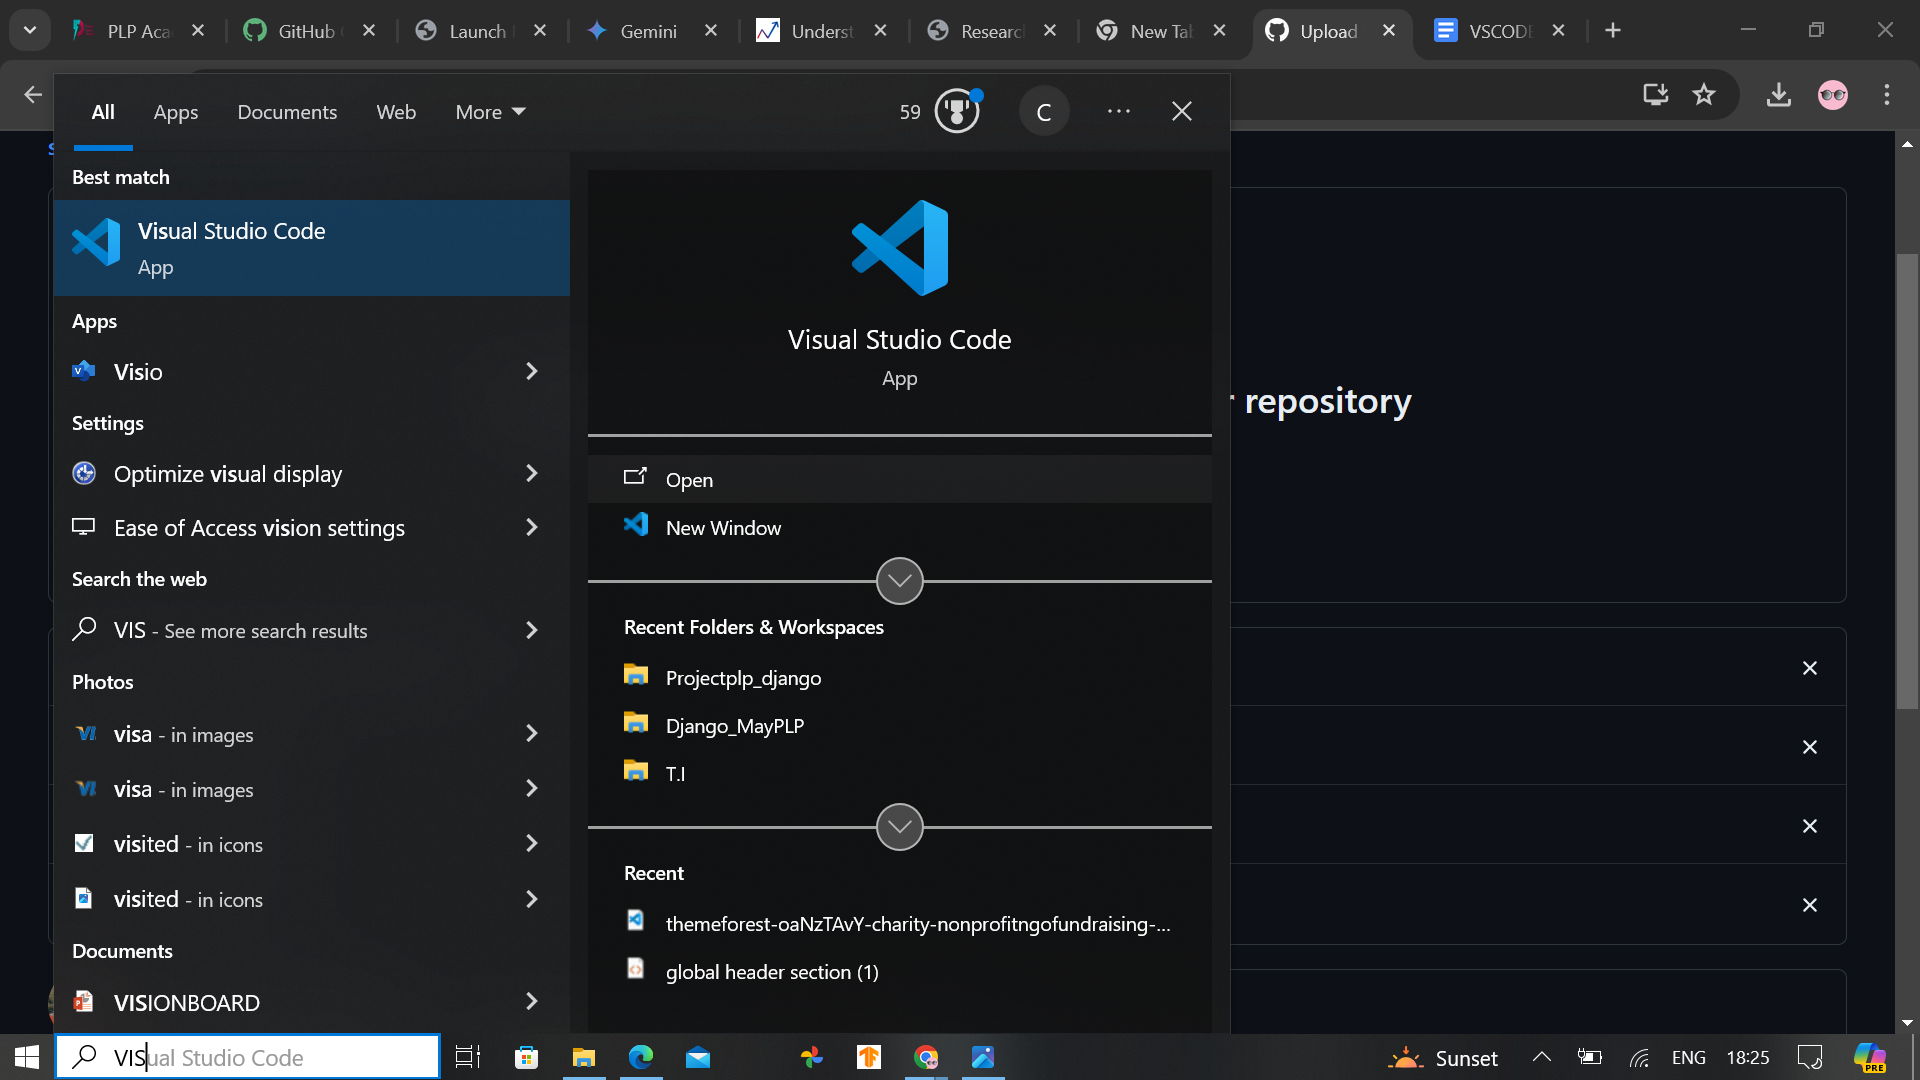 PLP Aca
GitHub
Launch
Gemini
Underst
Researc
New Tab
Upload
VSCODE
All
Apps
Documents
Web
More
59
C
Best match
Visual Studio Code
App
Apps
Visio
Settings
Optimize visual display
Ease of Access vision settings
Search the web
VIS - See more search results
Photos
visa - in images
visa - in images
visited - in icons
visited - in icons
Documents
VISIONBOARD
Visual Studio Code
App
Open
New Window
Recent Folders & Workspaces
Projectplp_django
Django_MayPLP
T.I
Recent
themeforest-oaNzTAvY-charity-nonprofitngofundraising-...
global header section (1)
r repository
VISual Studio Code
Sunset
ENG
18:25
PRE